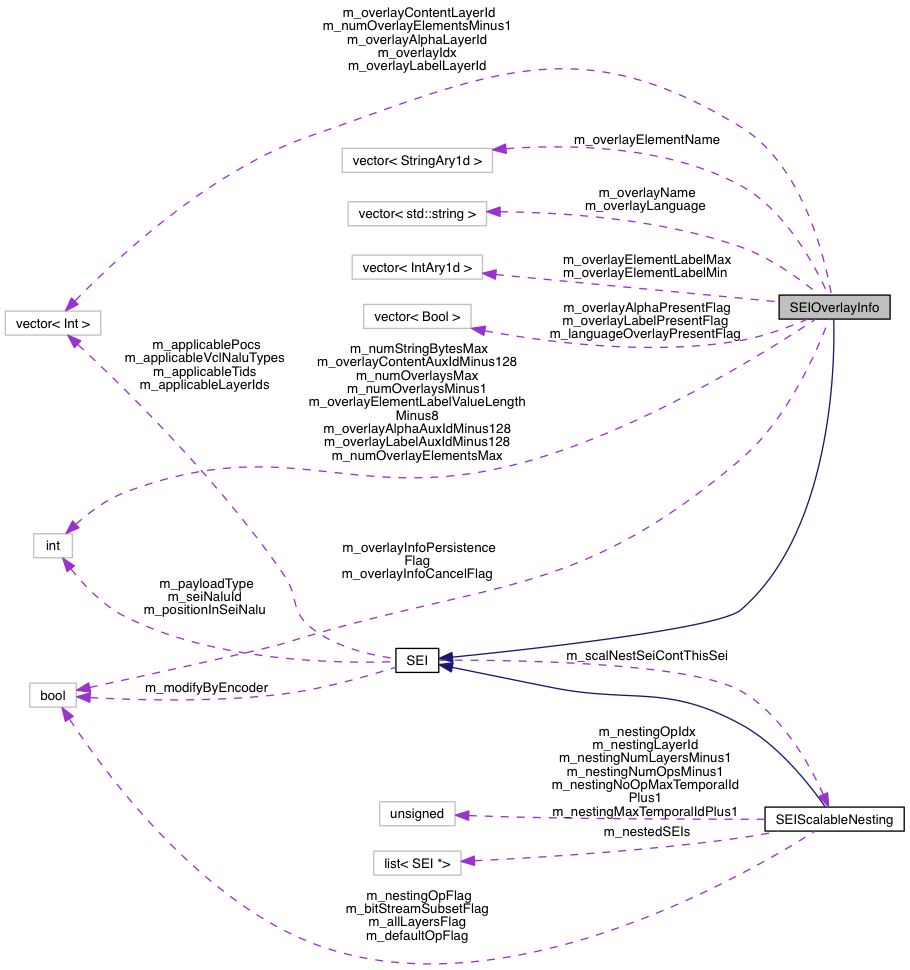 m_overlayContentLayerId
m_numOverlayElementsMinus1
m_overlayAlphaLayerId
m_overlayIdx
m_overlayLabelLayerId
m_overlayElementName
vector< StringAry1d >
m_overlayName
m_overlayLanguage
vector< std::string >
m_overlayElementLabelMax
m_overlayElementLabelMin
vector< IntAry1d >
SEIOverlayInfo
m_overlayAlphaPresentFlag
m_overlayLabelPresentFlag
m_languageOverlayPresentFlag
vector< Bool >
vector< Int >
m_applicablePocs
m_applicableVclNaluTypes
m_applicableTids
m_applicableLayerIds
m_numStringBytesMax
m_overlayContentAuxIdMinus128
m_numOverlaysMax
m_numOverlaysMinus1
m_overlayElementLabelValueLength
Minus8
m_overlayAlphaAuxIdMinus128
m_overlayLabelAuxIdMinus128
m_numOverlayElementsMax
int
m_overlayInfoPersistence
Flag
m_overlayInfoCancelFlag
m_payloadType
m_seiNaluId
m_positionInSeiNalu
SEI
m_scalNestSeiContThisSei
bool
m_modifyByEncoder
m_nestingOpIdx
m_nestingLayerId
m_nestingNumLayersMinus1
m_nestingNumOpsMinus1
m_nestingNoOpMaxTemporalId
Plus1
m_nestingMaxTemporalIdPlus1
unsigned
SEIScalableNesting
m_nestedSEIs
list< SEI *>
m_nestingOpFlag
m_bitStreamSubsetFlag
m_allLayersFlag
m_defaultOpFlag